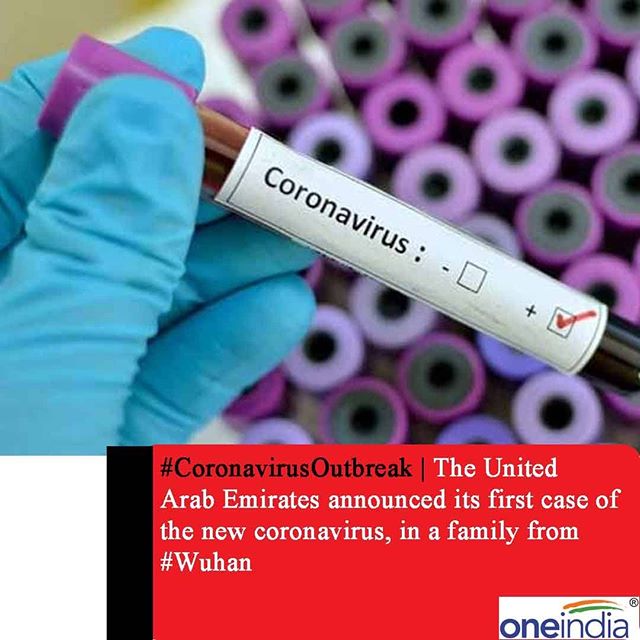 Coronavirus :
- ☐
+ ☑
#CoronavirusOutbreak | The United
Arab Emirates announced its first case of
the new coronavirus, in a family from
#Wuhan
oneindia®